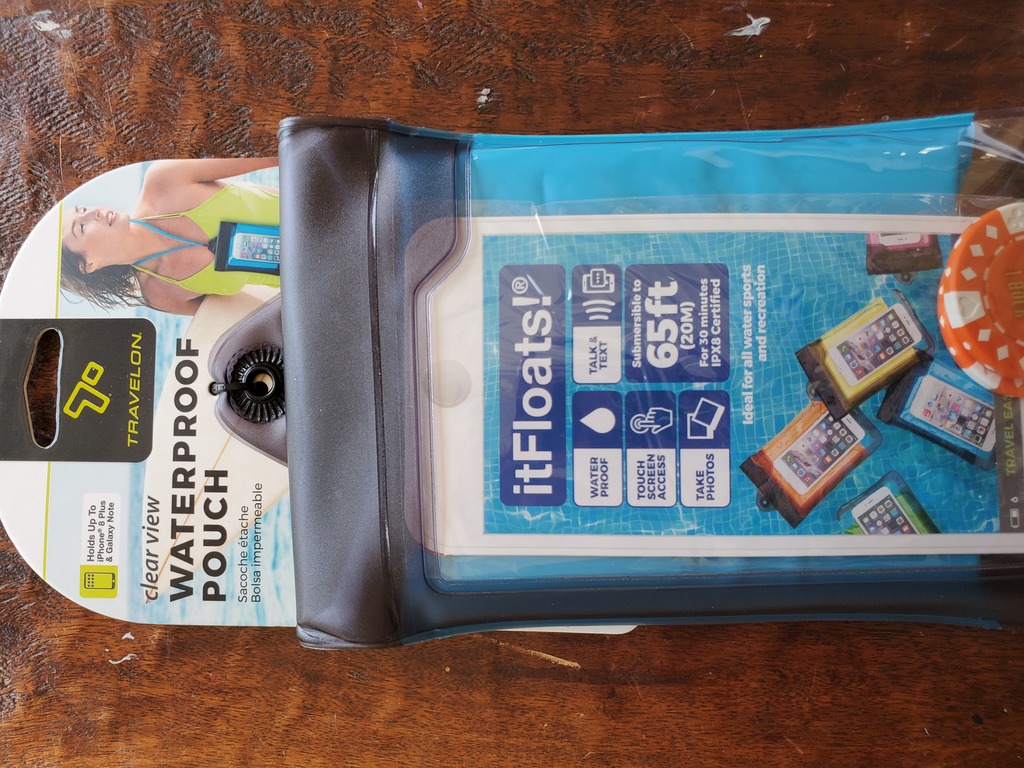 TRAVELON
Holds Up To
iPhone® 8 Plus
& Galaxy Note
clear view
WATERPROOF
POUCH
Sacoche étache
Bolsa impermeable
itFloats!®
WATER
PROOF
TALK &
TEXT
TOUCH
SCREEN
ACCESS
TAKE
PHOTOS
Submersible to
65ft
(20M)
For 30 minutes
IPX8 Certified
Ideal for all water sports
and recreation
TRAVEL